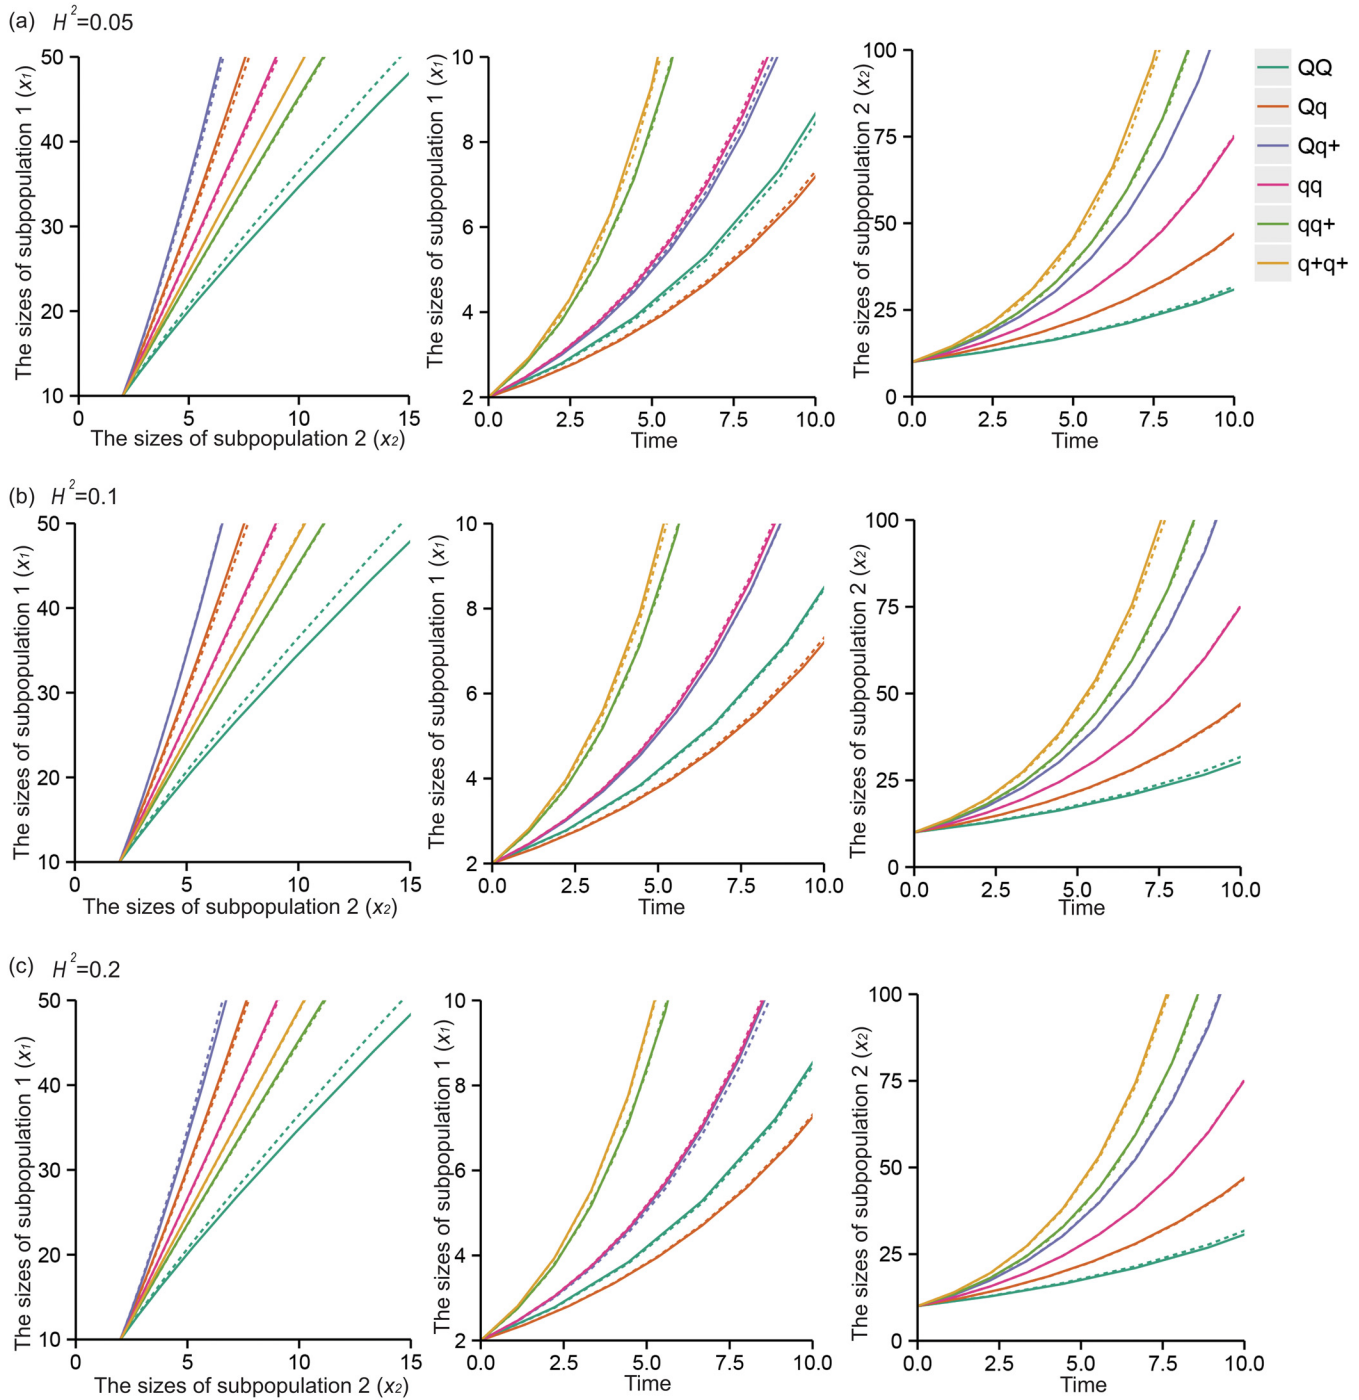 (a) H²=0.05
The sizes of subpopulation 1 (x₁)
50
40
30
20
10
0 5 10 15
The sizes of subpopulation 2 (x₂)
The sizes of subpopulation 1 (x₁)
10
8
6
4
2
0.0 2.5 5.0 7.5 10.0
Time
The sizes of subpopulation 2 (x₂)
100
75
50
25
0
0.0 2.5 5.0 7.5 10.0
Time
QQ
Qq
Qq+
qq
qq+
q+q+
(b) H²=0.1
The sizes of subpopulation 1 (x₁)
50
40
30
20
10
0 5 10 15
The sizes of subpopulation 2 (x₂)
The sizes of subpopulation 1 (x₁)
10
8
6
4
2
0.0 2.5 5.0 7.5 10.0
Time
The sizes of subpopulation 2 (x₂)
100
75
50
25
0
0.0 2.5 5.0 7.5 10.0
Time
(c) H²=0.2
The sizes of subpopulation 1 (x₁)
50
40
30
20
10
0 5 10 15
The sizes of subpopulation 2 (x₂)
The sizes of subpopulation 1 (x₁)
10
8
6
4
2
0.0 2.5 5.0 7.5 10.0
Time
The sizes of subpopulation 2 (x₂)
100
75
50
25
0
0.0 2.5 5.0 7.5 10.0
Time